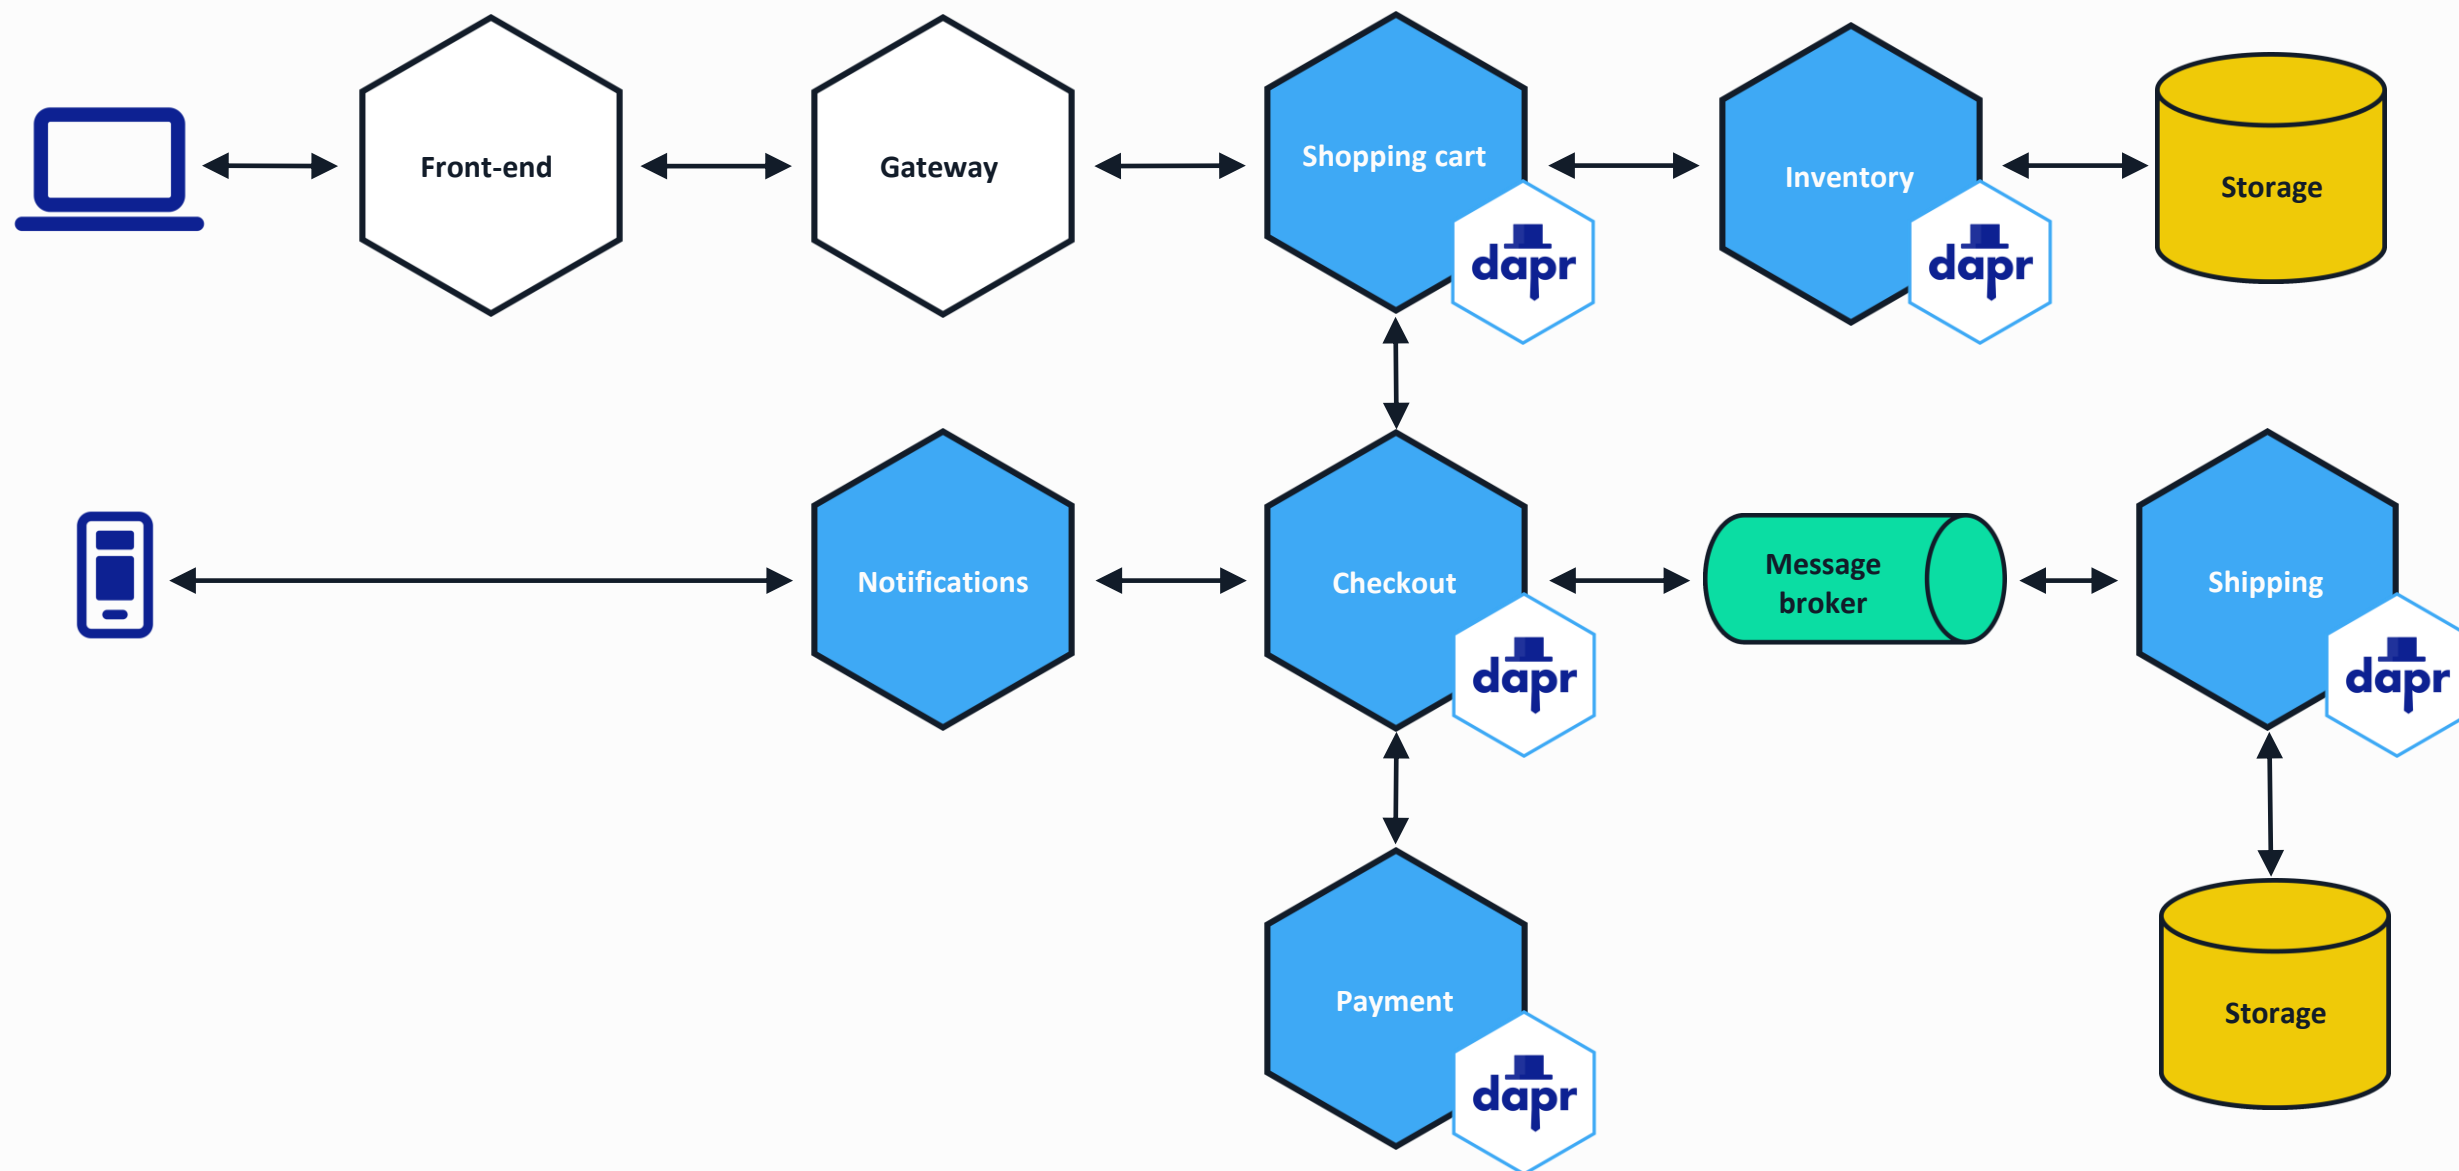 Front-end
Gateway
Shopping cart
dapr
Inventory
dapr
Storage
Notifications
Checkout
dapr
Message
broker
Shipping
dapr
Payment
dapr
Storage